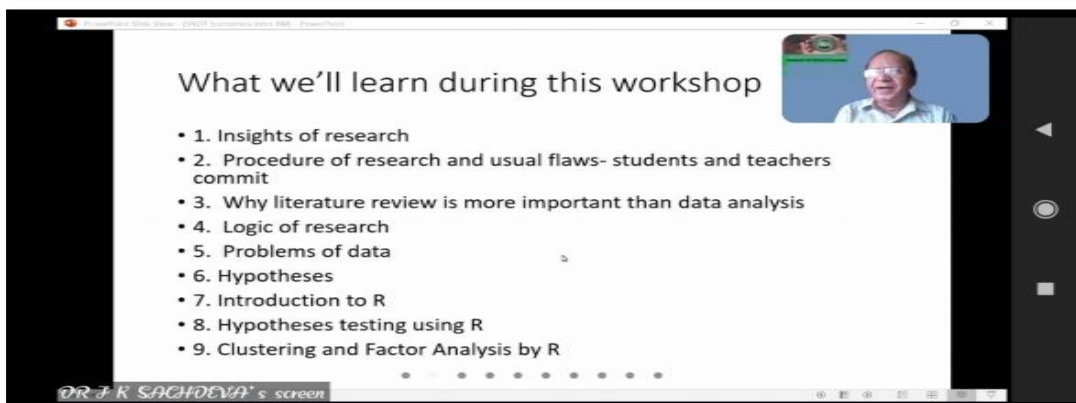 What we'll learn during this workshop
• 1. Insights of research
• 2. Procedure of research and usual flaws- students and teachers
commit
• 3. Why literature review is more important than data analysis
• 4. Logic of research
• 5. Problems of data
• 6. Hypotheses
• 7. Introduction to R
• 8. Hypotheses testing using R
• 9. Clustering and Factor Analysis by R
DR J K SACHDEVA's screen